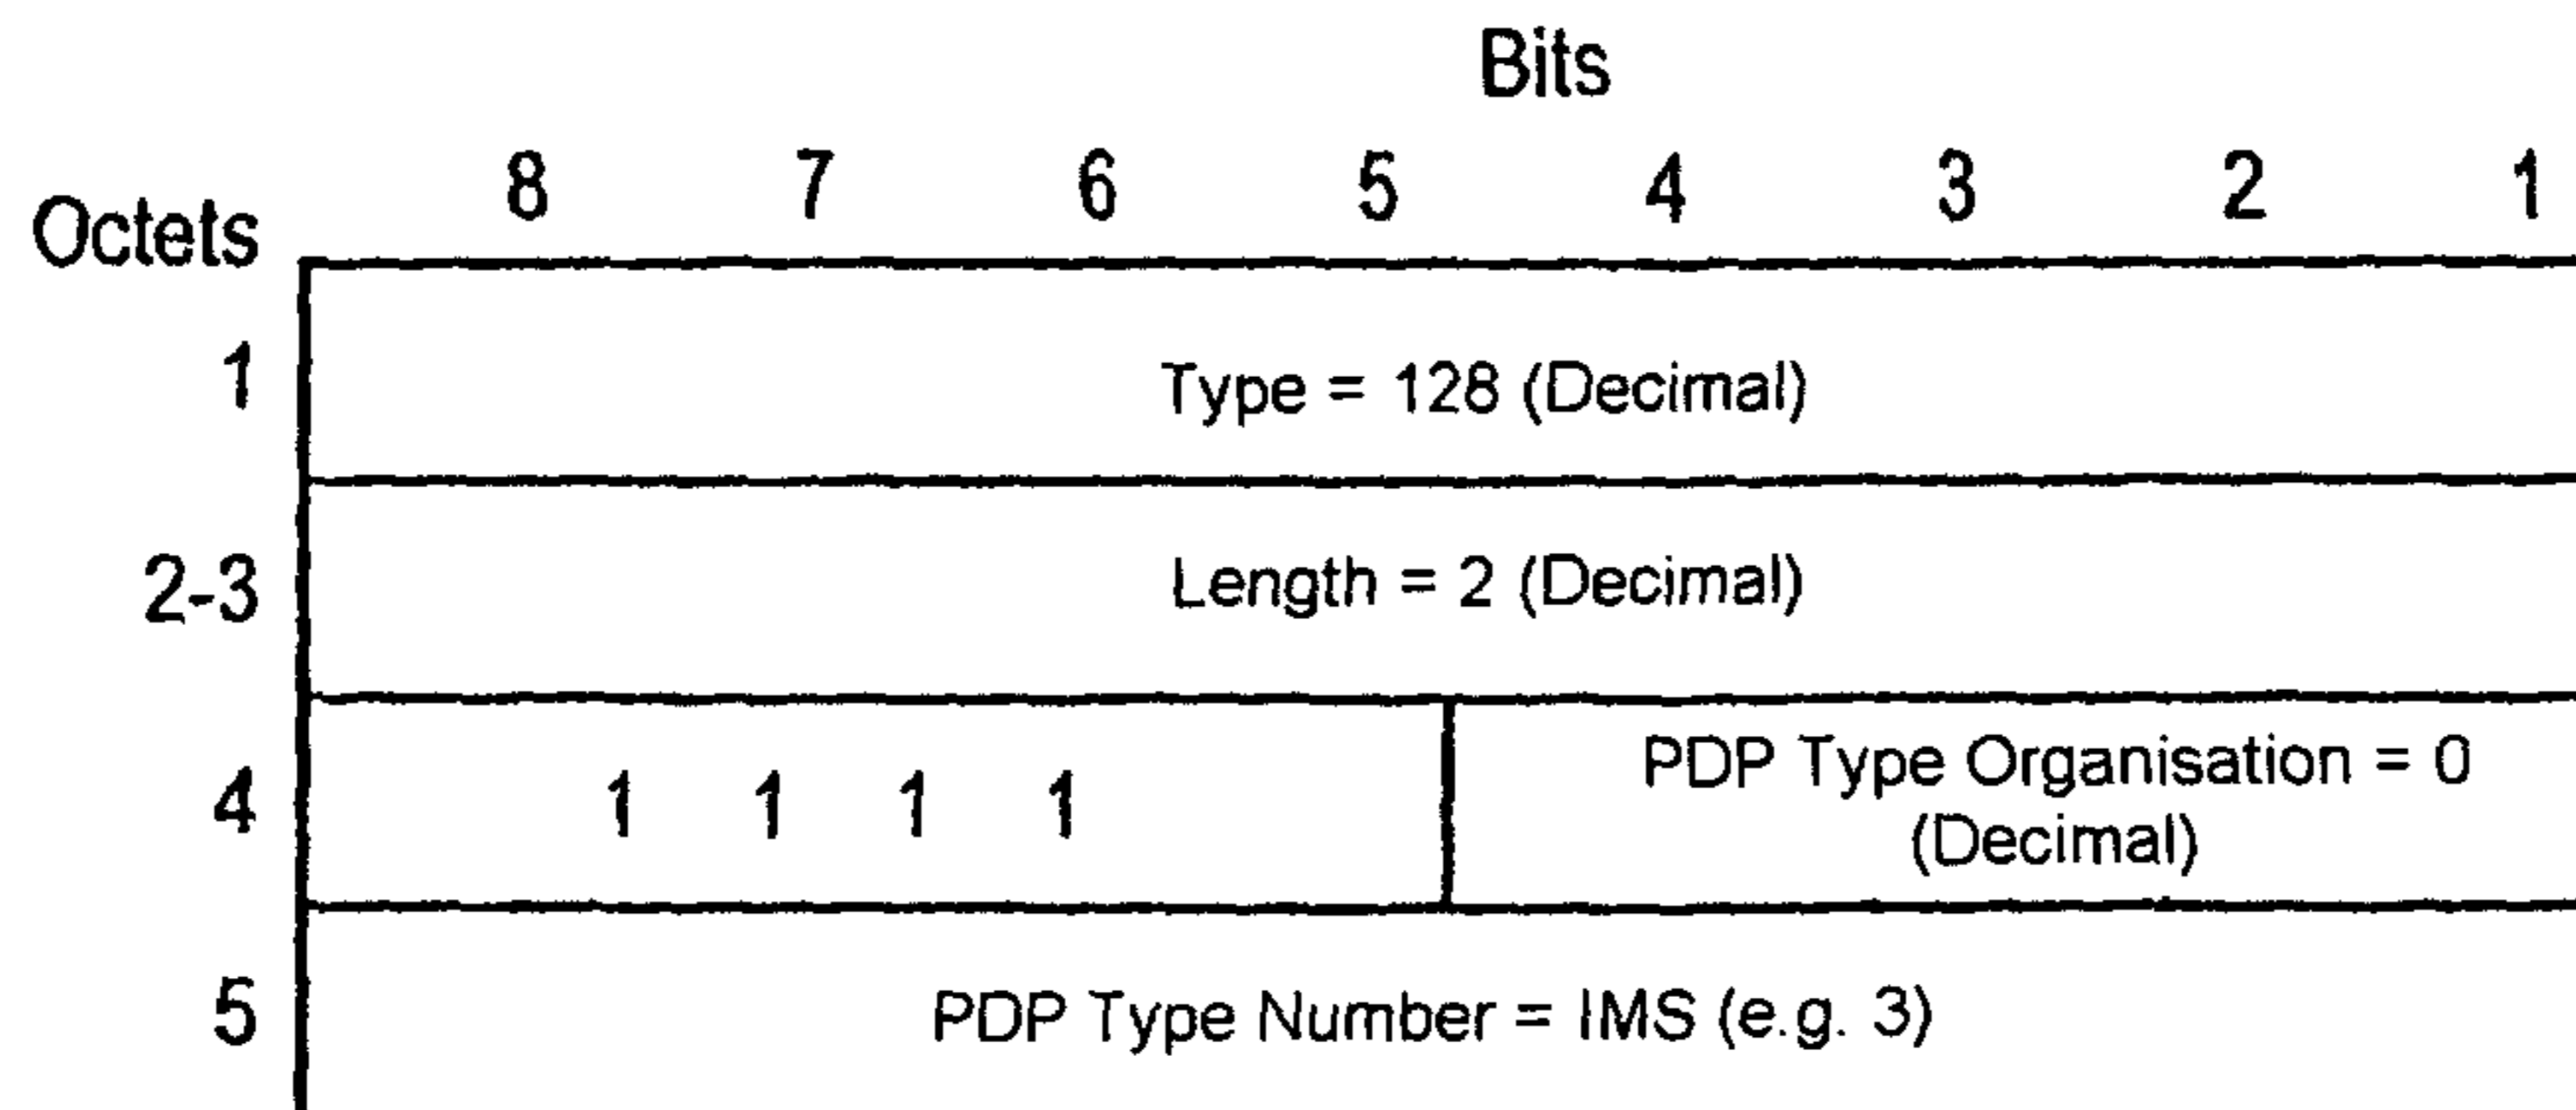 Bits
8 7 6 5 4 3 2 1
Octets
1 Type = 128 (Decimal)
2-3 Length = 2 (Decimal)
4 1 1 1 1 PDP Type Organisation = 0
(Decimal)
5 PDP Type Number = IMS (e.g. 3)